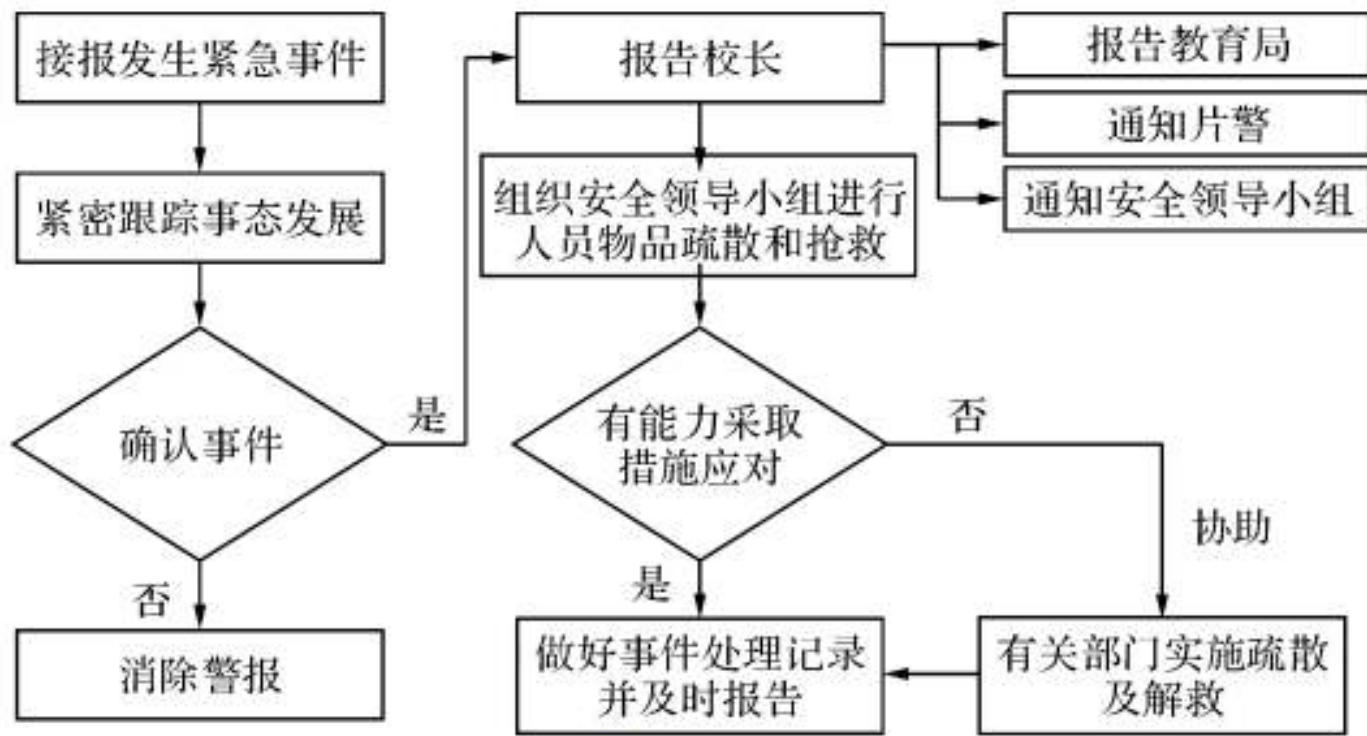 接报发生紧急事件
紧密跟踪事态发展
确认事件
是
否
消除警报
报告校长
报告教育局
通知片警
通知安全领导小组
组织安全领导小组进行
人员物品疏散和抢救
有能力采取
措施应对
否
协助
是
做好事件处理记录
并及时报告
有关部门实施疏散
及解救